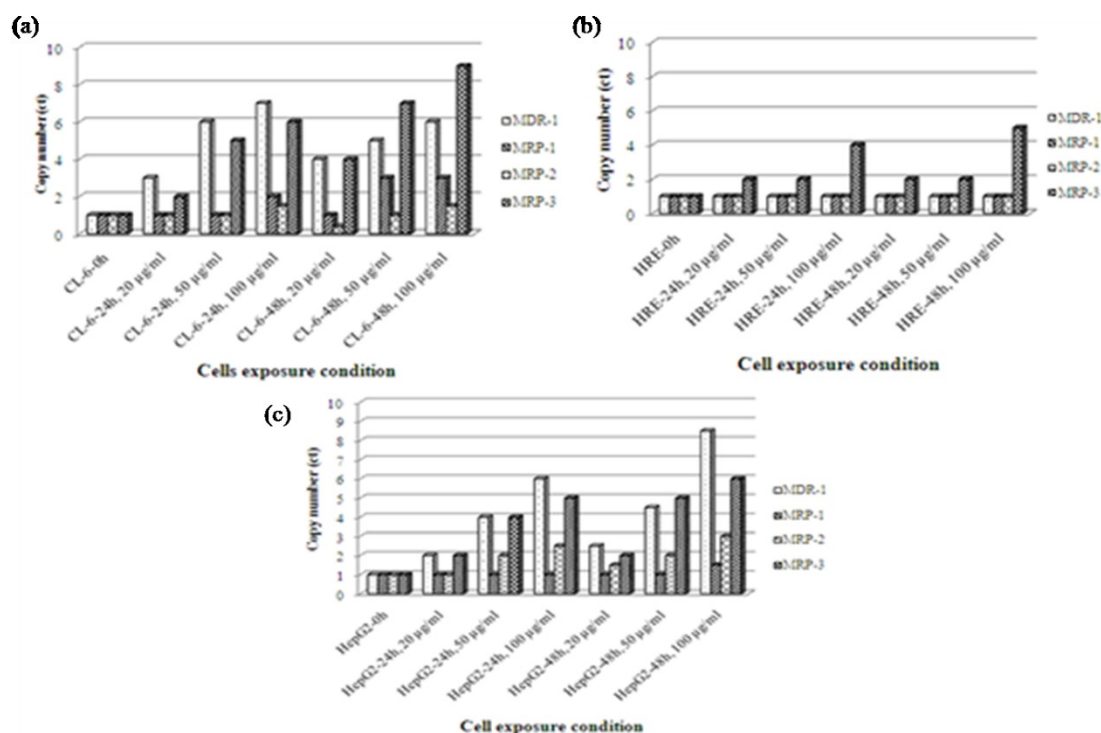 (a)
10
8
6
4
2
0
Copy number (ct)
CL-6-0h
CL-6-24h, 20 µg/ml
CL-6-24h, 50 µg/ml
CL-6-24h, 100 µg/ml
CL-6-48h, 20 µg/ml
CL-6-48h, 50 µg/ml
CL-6-48h, 100 µg/ml
Cells exposure condition
MDR-1
MRP-1
MRP-2
MRP-3
(b)
10
8
6
4
2
0
Copy number (ct)
HRE-0h
HRE-24h, 20 µg/ml
HRE-24h, 50 µg/ml
HRE-24h, 100 µg/ml
HRE-48h, 20 µg/ml
HRE-48h, 50 µg/ml
HRE-48h, 100 µg/ml
Cell exposure condition
MDR-1
MRP-1
MRP-2
MRP-3
(c)
10
9
8
7
6
5
4
3
2
1
0
Copy number (ct)
HepG2-0h
HepG2-24h, 20 µg/ml
HepG2-24h, 50 µg/ml
HepG2-24h, 100 µg/ml
HepG2-48h, 20 µg/ml
HepG2-48h, 50 µg/ml
HepG2-48h, 100 µg/ml
Cell exposure condition
MDR-1
MRP-1
MRP-2
MRP-3